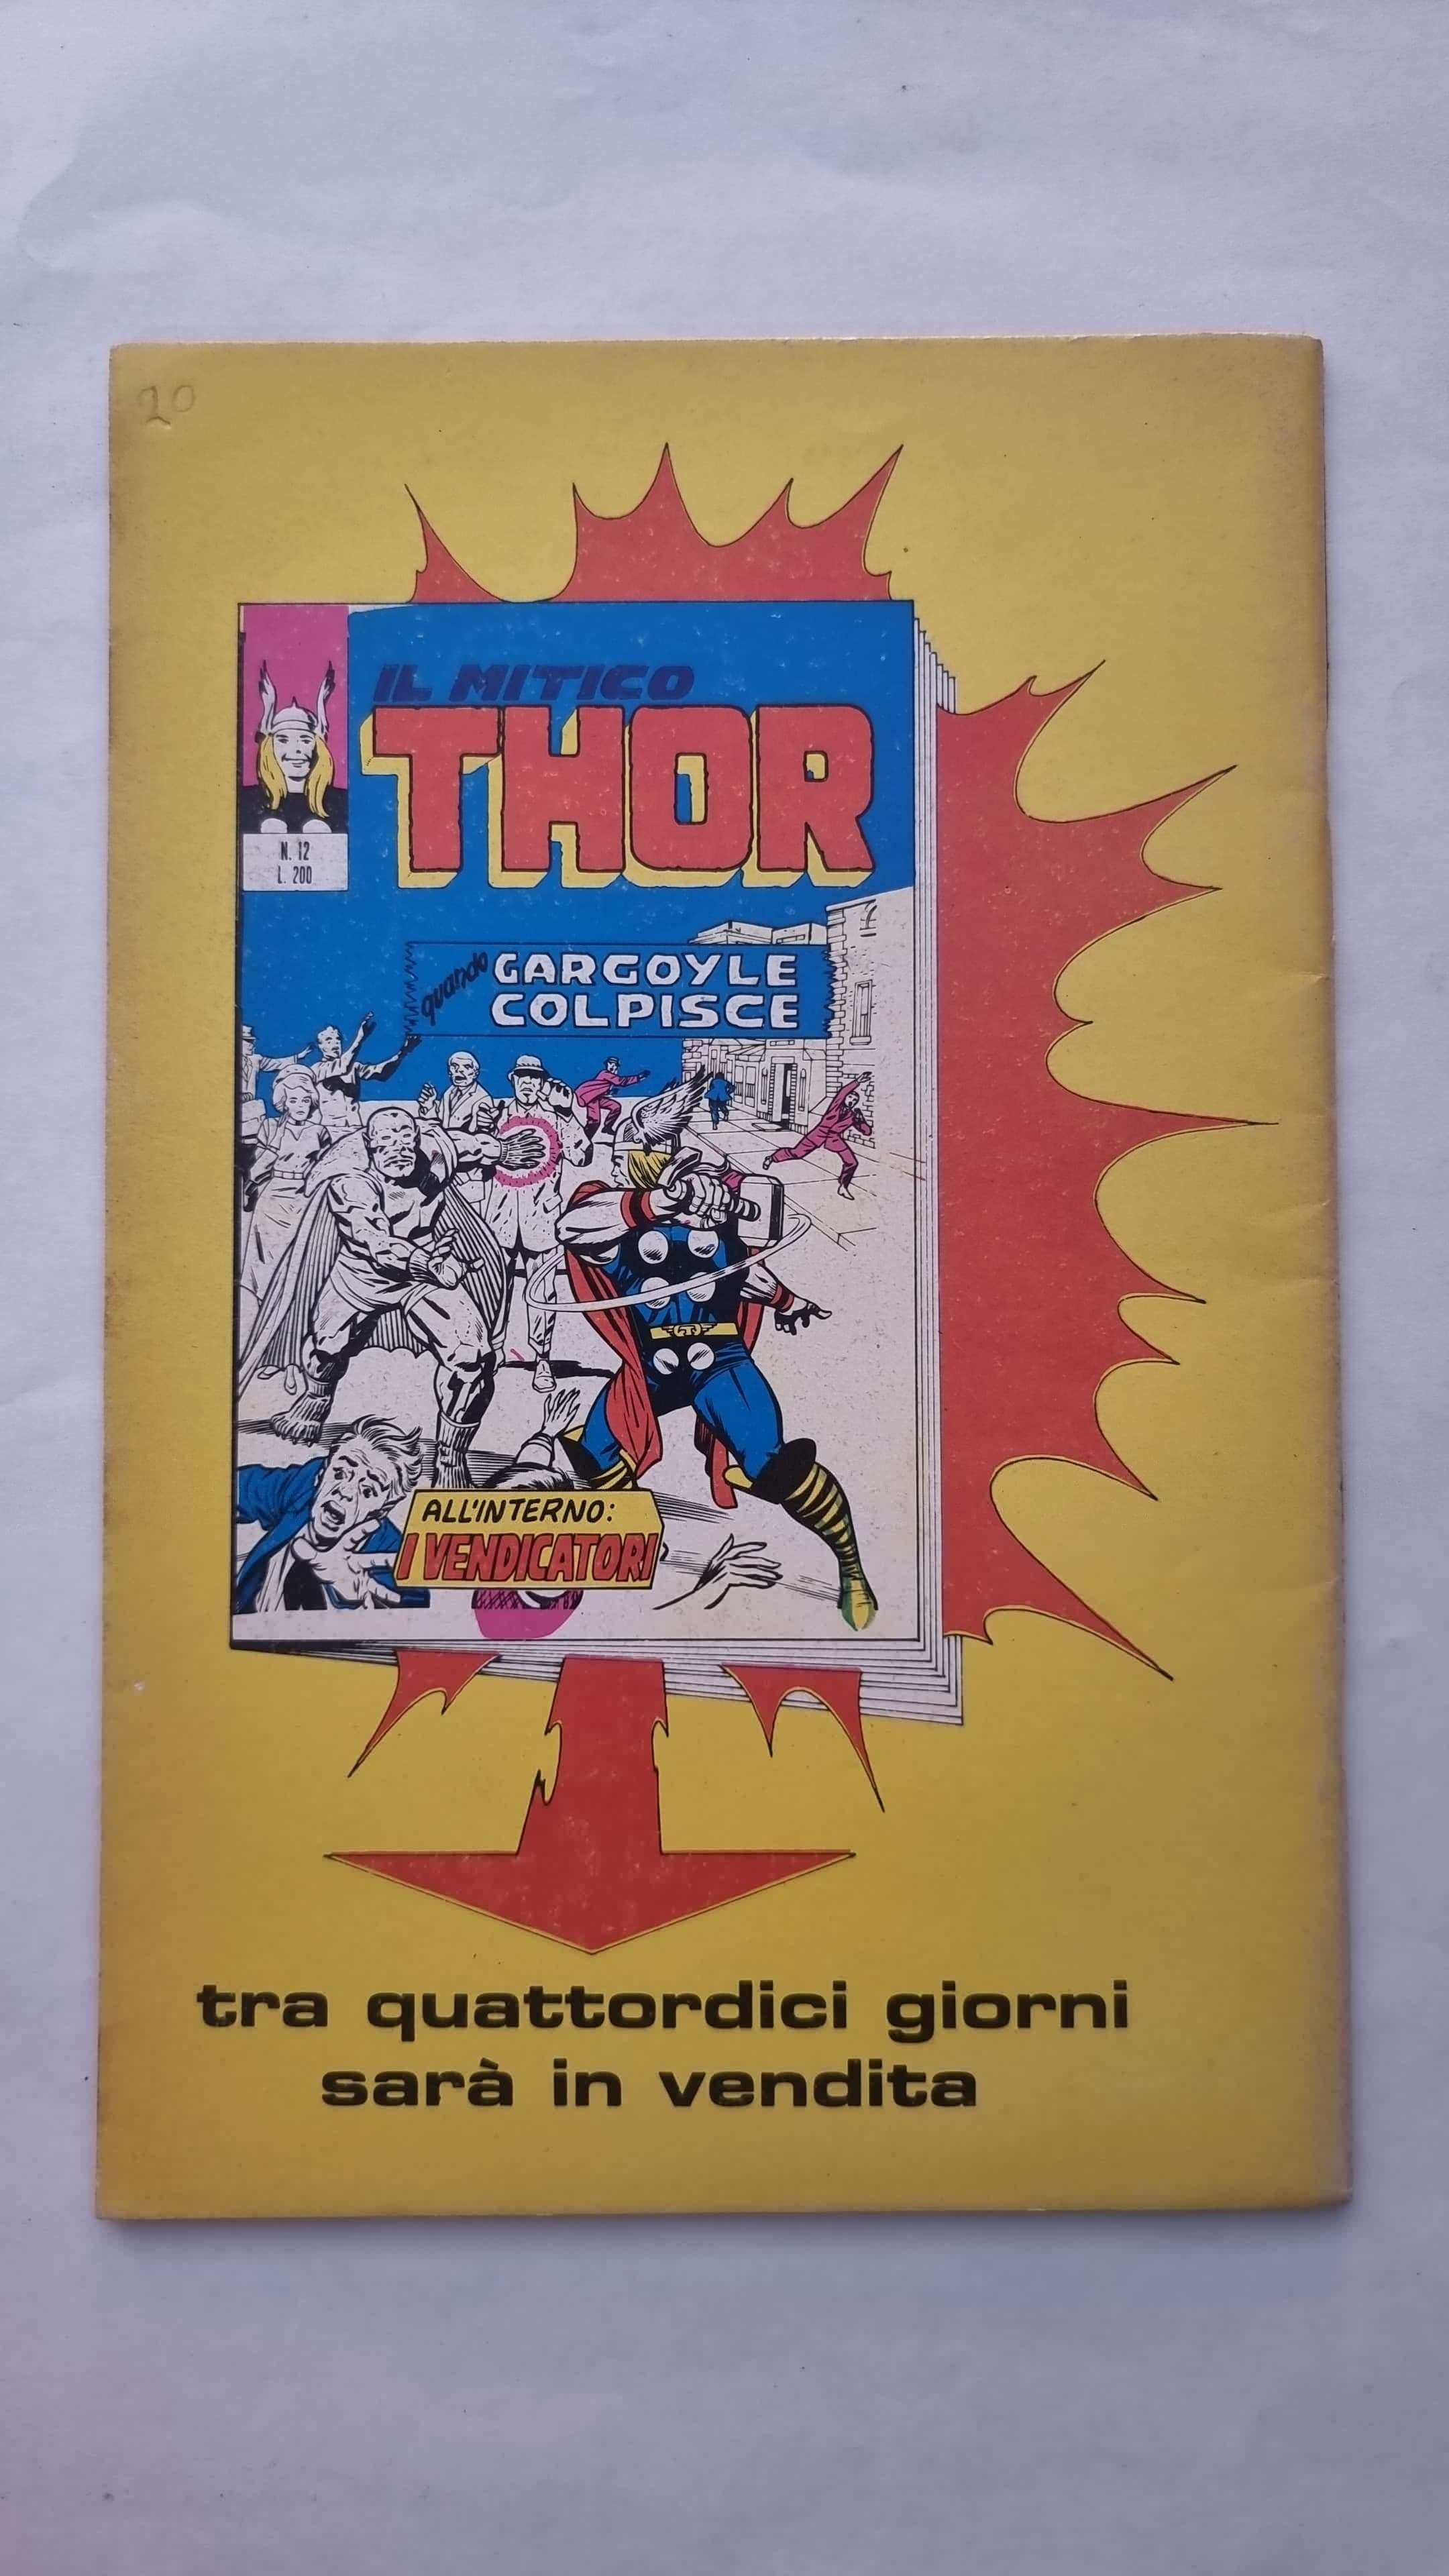 20
IL MITICO
THOR
N. 12
L. 200
quando GARGOYLE
COLPISCE
ALL'INTERNO:
I VENDICATORI
tra quattordici giorni
sarà in vendita